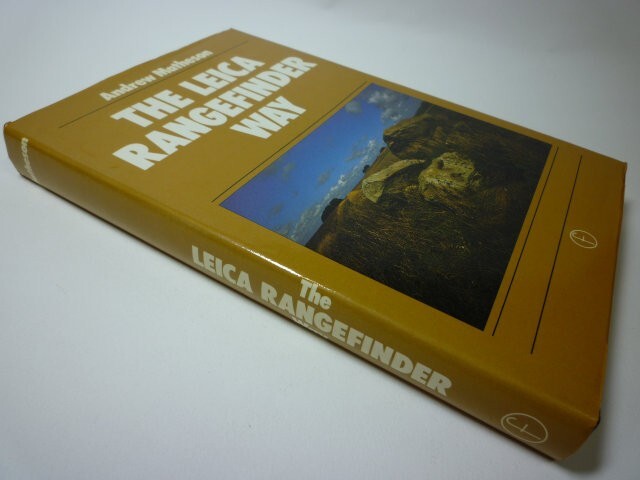 Andrew Matheson
THE LEICA
RANGEFINDER
WAY
The
LEICA RANGEFINDER
f
f